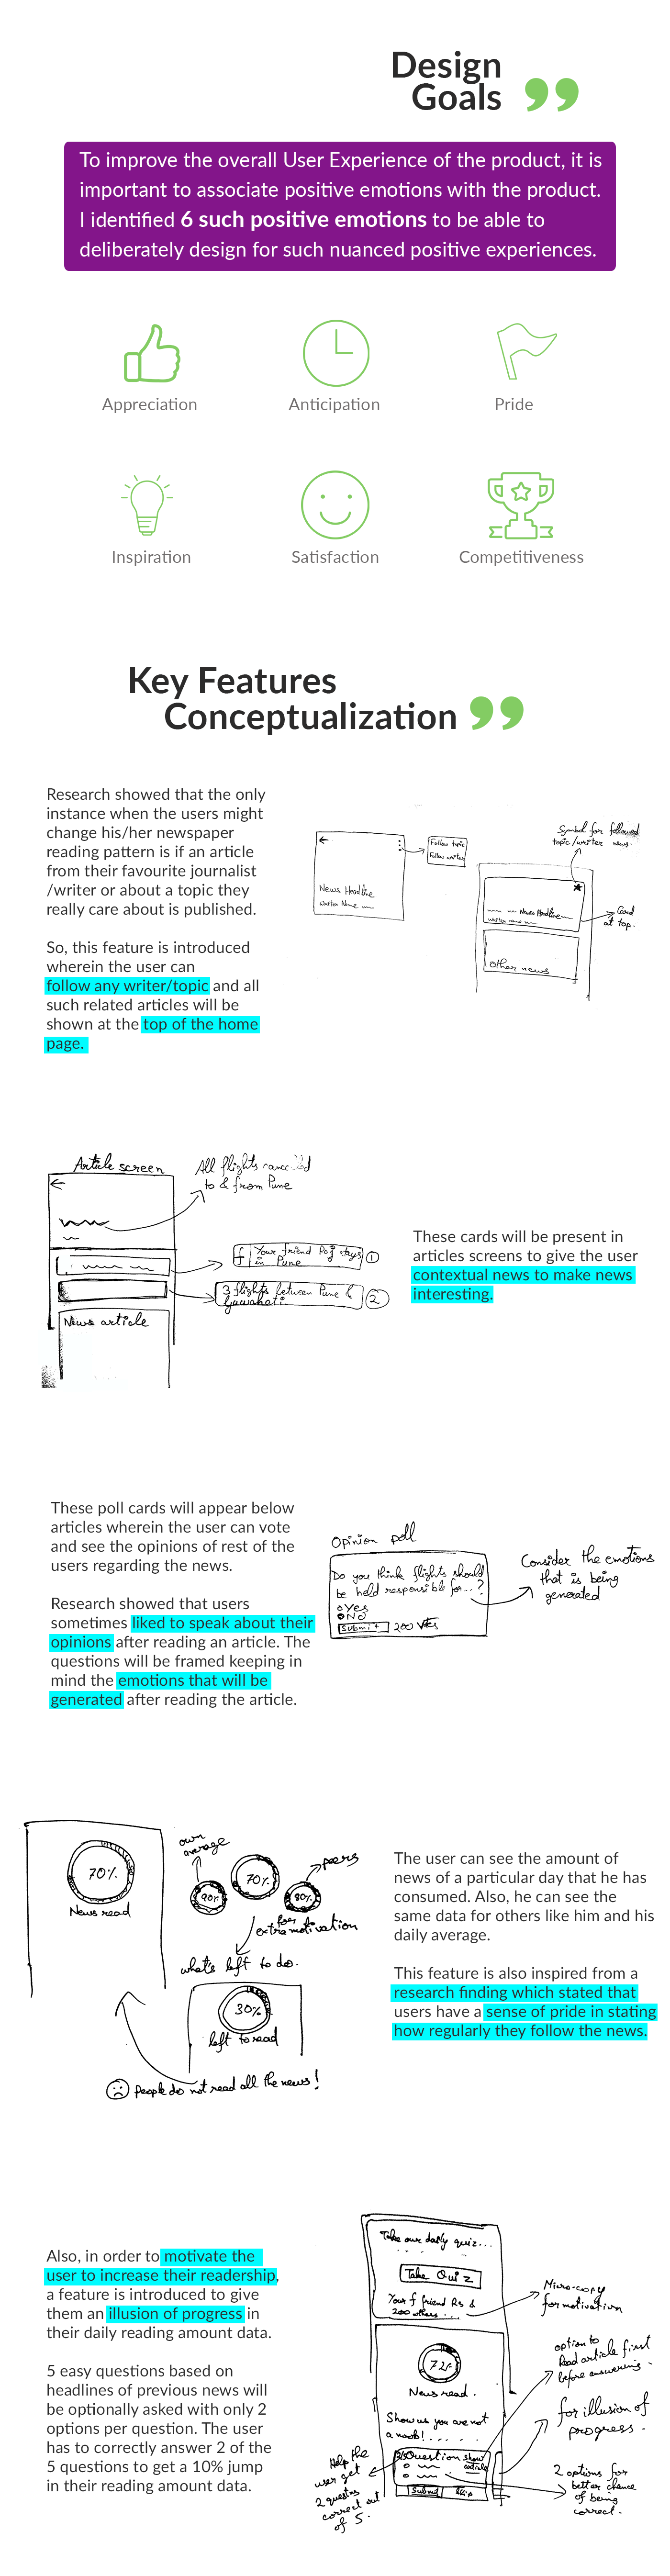 Design
Goals
To improve the overall User Experience of the product, it is
important to associate positive emotions with the product.
I identified 6 such positive emotions to be able to
deliberately design for such nuanced positive experiences.
Appreciation
Anticipation
Pride
Inspiration
Satisfaction
Competitiveness
Key Features
Conceptualization
Research showed that the only
instance when the users might
change his/her newspaper
reading pattern is if an article
from their favourite journalist
/writer or about a topic they
really care about is published.
So, this feature is introduced
wherein the user can
follow any writer/topic and all
such related articles will be
shown at the top of the home
page.
News Headline
Writer Name
Follow topic
Follow writer
Symbol for followed
topic/writer news.
News Headline
writer name
Card
at top.
other news
Article screen
All flights cancelled
to & from Pune
f Your friend Raj stays
in Pune
1
3 flights between Pune &
Guwahati
2
News article
These cards will be present in
articles screens to give the user
contextual news to make news
interesting.
These poll cards will appear below
articles wherein the user can vote
and see the opinions of rest of the
users regarding the news.
Research showed that users
sometimes liked to speak about their
opinions after reading an article. The
questions will be framed keeping in
mind the emotions that will be
generated after reading the article.
Opinion poll
Do you think flights should
be held responsible for..?
Yes
NO
Submit 200 Votes
Consider the emotions
that is being
generated
70%
News read
own
average
90%
70%
80%
peers
for
extra motivation
what's left to do.
30%
left to read
people do not read all the news!
The user can see the amount of
news of a particular day that he has
consumed. Also, he can see the
same data for others like him and his
daily average.
This feature is also inspired from a
research finding which stated that
users have a sense of pride in stating
how regularly they follow the news.
Also, in order to motivate the
user to increase their readership,
a feature is introduced to give
them an illusion of progress in
their daily reading amount data.
5 easy questions based on
headlines of previous news will
be optionally asked with only 2
options per question. The user
has to correctly answer 2 of the
5 questions to get a 10% jump
in their reading amount data.
Take our daily quiz...
Take Quiz
Your f friend Rs &
200 others...
Micro-copy
for motivation
News read.
Show us you are not
a noob!.....
Question show
article
Submit
option to
Read article first
before answering.
for illusion of
progress.
2 options for
better chance
of being
correct.
Help the
user get
2 questns
correct out
of 5.